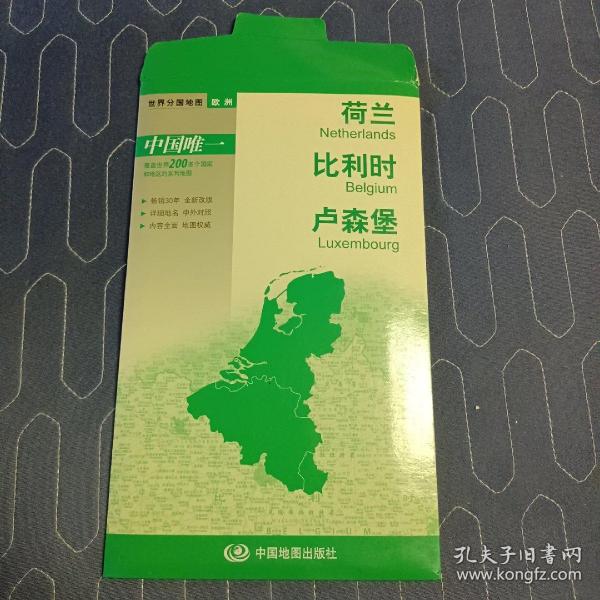 世界分国地图 欧洲
中国唯一
覆盖世界200多个国家
和地区的系列地图
▶ 畅销30年 全新改版
▶ 详细地名 中外对照
▶ 内容全面 地图权威
荷兰
Netherlands
比利时
Belgium
卢森堡
Luxembourg
BELGIUM
中国地图出版社
孔夫子旧书网
www.kongfz.com